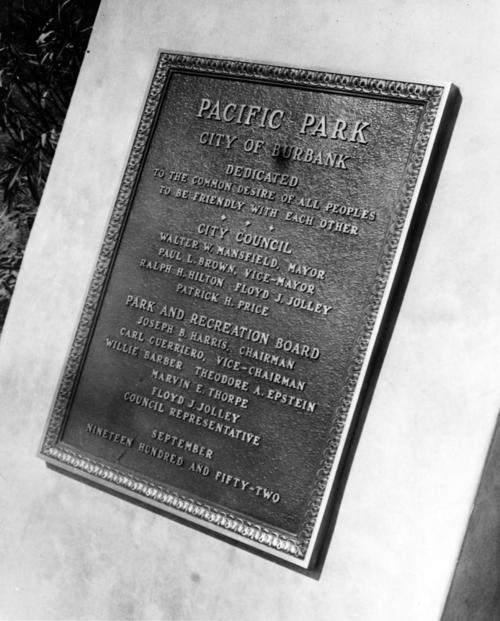 PACIFIC PARK
CITY OF BURBANK
DEDICATED
TO THE COMMON DESIRE OF ALL PEOPLES
TO BE FRIENDLY WITH EACH OTHER
CITY COUNCIL
WALTER W. MANSFIELD, MAYOR
PAUL L. BROWN, VICE-MAYOR
RALPH H. HILTON FLOYD J. JOLLEY
PATRICK H. PRICE
PARK AND RECREATION BOARD
JOSEPH B. HARRIS, CHAIRMAN
CARL GUERRIERO, VICE-CHAIRMAN
WILLIE BARBER THEODORE A. EPSTEIN
MARVIN E. THORPE
FLOYD J. JOLLEY
COUNCIL REPRESENTATIVE
SEPTEMBER
NINETEEN HUNDRED AND FIFTY-TWO